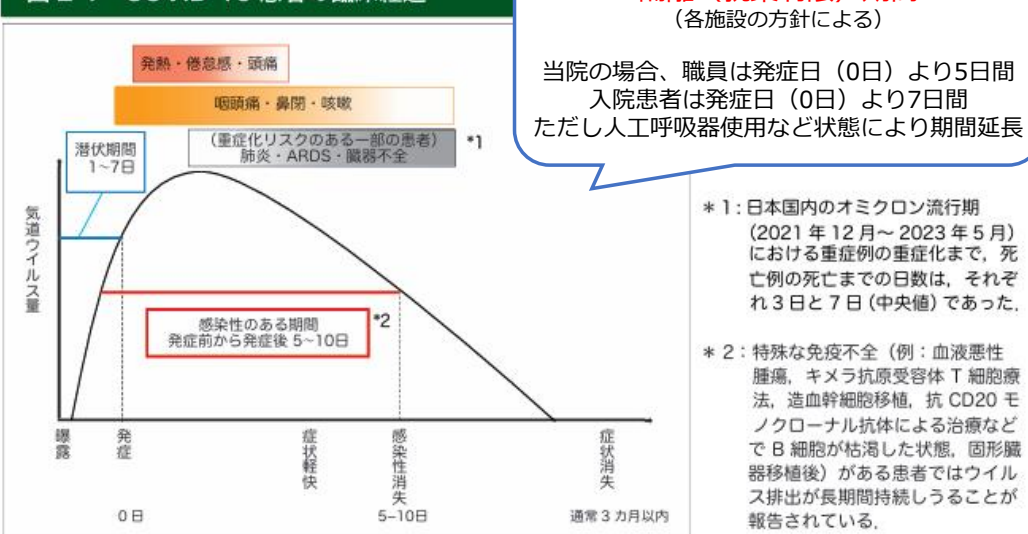 （各施設の方針による）
当院の場合、職員は発症日（0日）より5日間
入院患者は発症日（0日）より7日間
ただし人工呼吸器使用など状態により期間延長
発熱・倦怠感・頭痛
咽頭痛・鼻閉・咳嗽
（重症化リスクのある一部の患者）
肺炎・ARDS・臓器不全
*1
潜伏期間
1~7日
気道ウイルス量
感染性のある期間
発症前から発症後 5~10日
*2
曝露
発症
症状軽快
感染性消失
症状消失
0日
5–10日
通常3カ月以内
＊1：日本国内のオミクロン流行期
（2021年12月〜2023年5月）
における重症例の重症化まで，死
亡例の死亡までの日数は，それぞ
れ3日と7日（中央値）であった．
＊2：特殊な免疫不全（例：血液悪性
腫瘍，キメラ抗原受容体T細胞療
法，造血幹細胞移植，抗CD20モ
ノクローナル抗体による治療など
でB細胞が枯渇した状態，固形臓
器移植後）がある患者ではウイル
ス排出が長期間持続しうることが
報告されている．